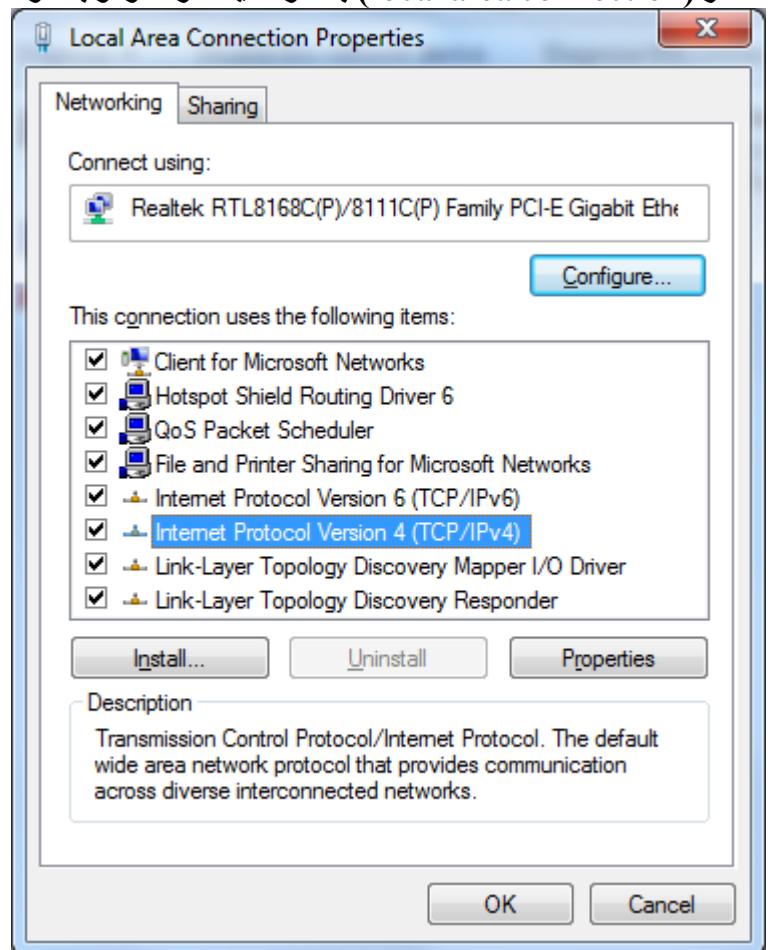 (local area connection)
Local Area Connection Properties
Networking Sharing
Connect using:
Realtek RTL8168C(P)/8111C(P) Family PCI-E Gigabit Ethe
Configure...
This connection uses the following items:
Client for Microsoft Networks
Hotspot Shield Routing Driver 6
QoS Packet Scheduler
File and Printer Sharing for Microsoft Networks
Internet Protocol Version 6 (TCP/IPv6)
Internet Protocol Version 4 (TCP/IPv4)
Link-Layer Topology Discovery Mapper I/O Driver
Link-Layer Topology Discovery Responder
Install... Uninstall Properties
Description
Transmission Control Protocol/Internet Protocol. The default
wide area network protocol that provides communication
across diverse interconnected networks.
OK Cancel